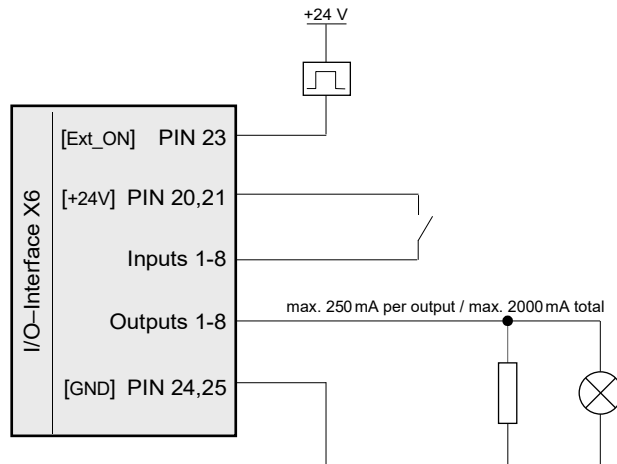 +24 V
[Ext_ON] PIN 23
[+24V] PIN 20,21
Inputs 1-8
max. 250 mA per output / max. 2000 mA total
Outputs 1-8
[GND] PIN 24,25
I/O–Interface X6